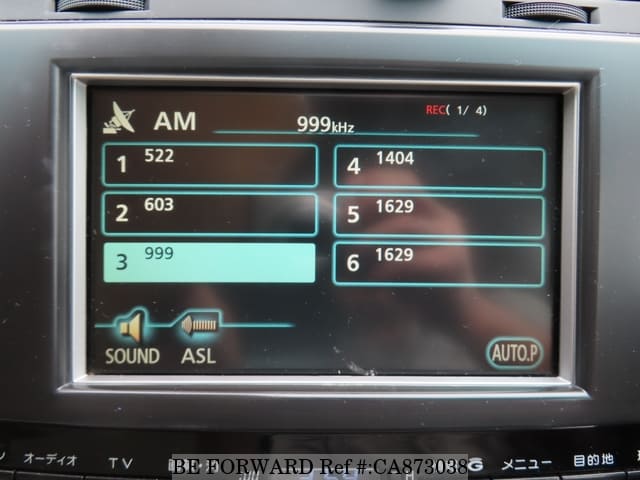 AM 999kHz REC( 1/ 4)
1 522
4 1404
2 603
5 1629
3 999
6 1629
SOUND ASL AUTO.P
オーディオ TV メニュー 目的地
BE FORWARD Ref #:CA873038